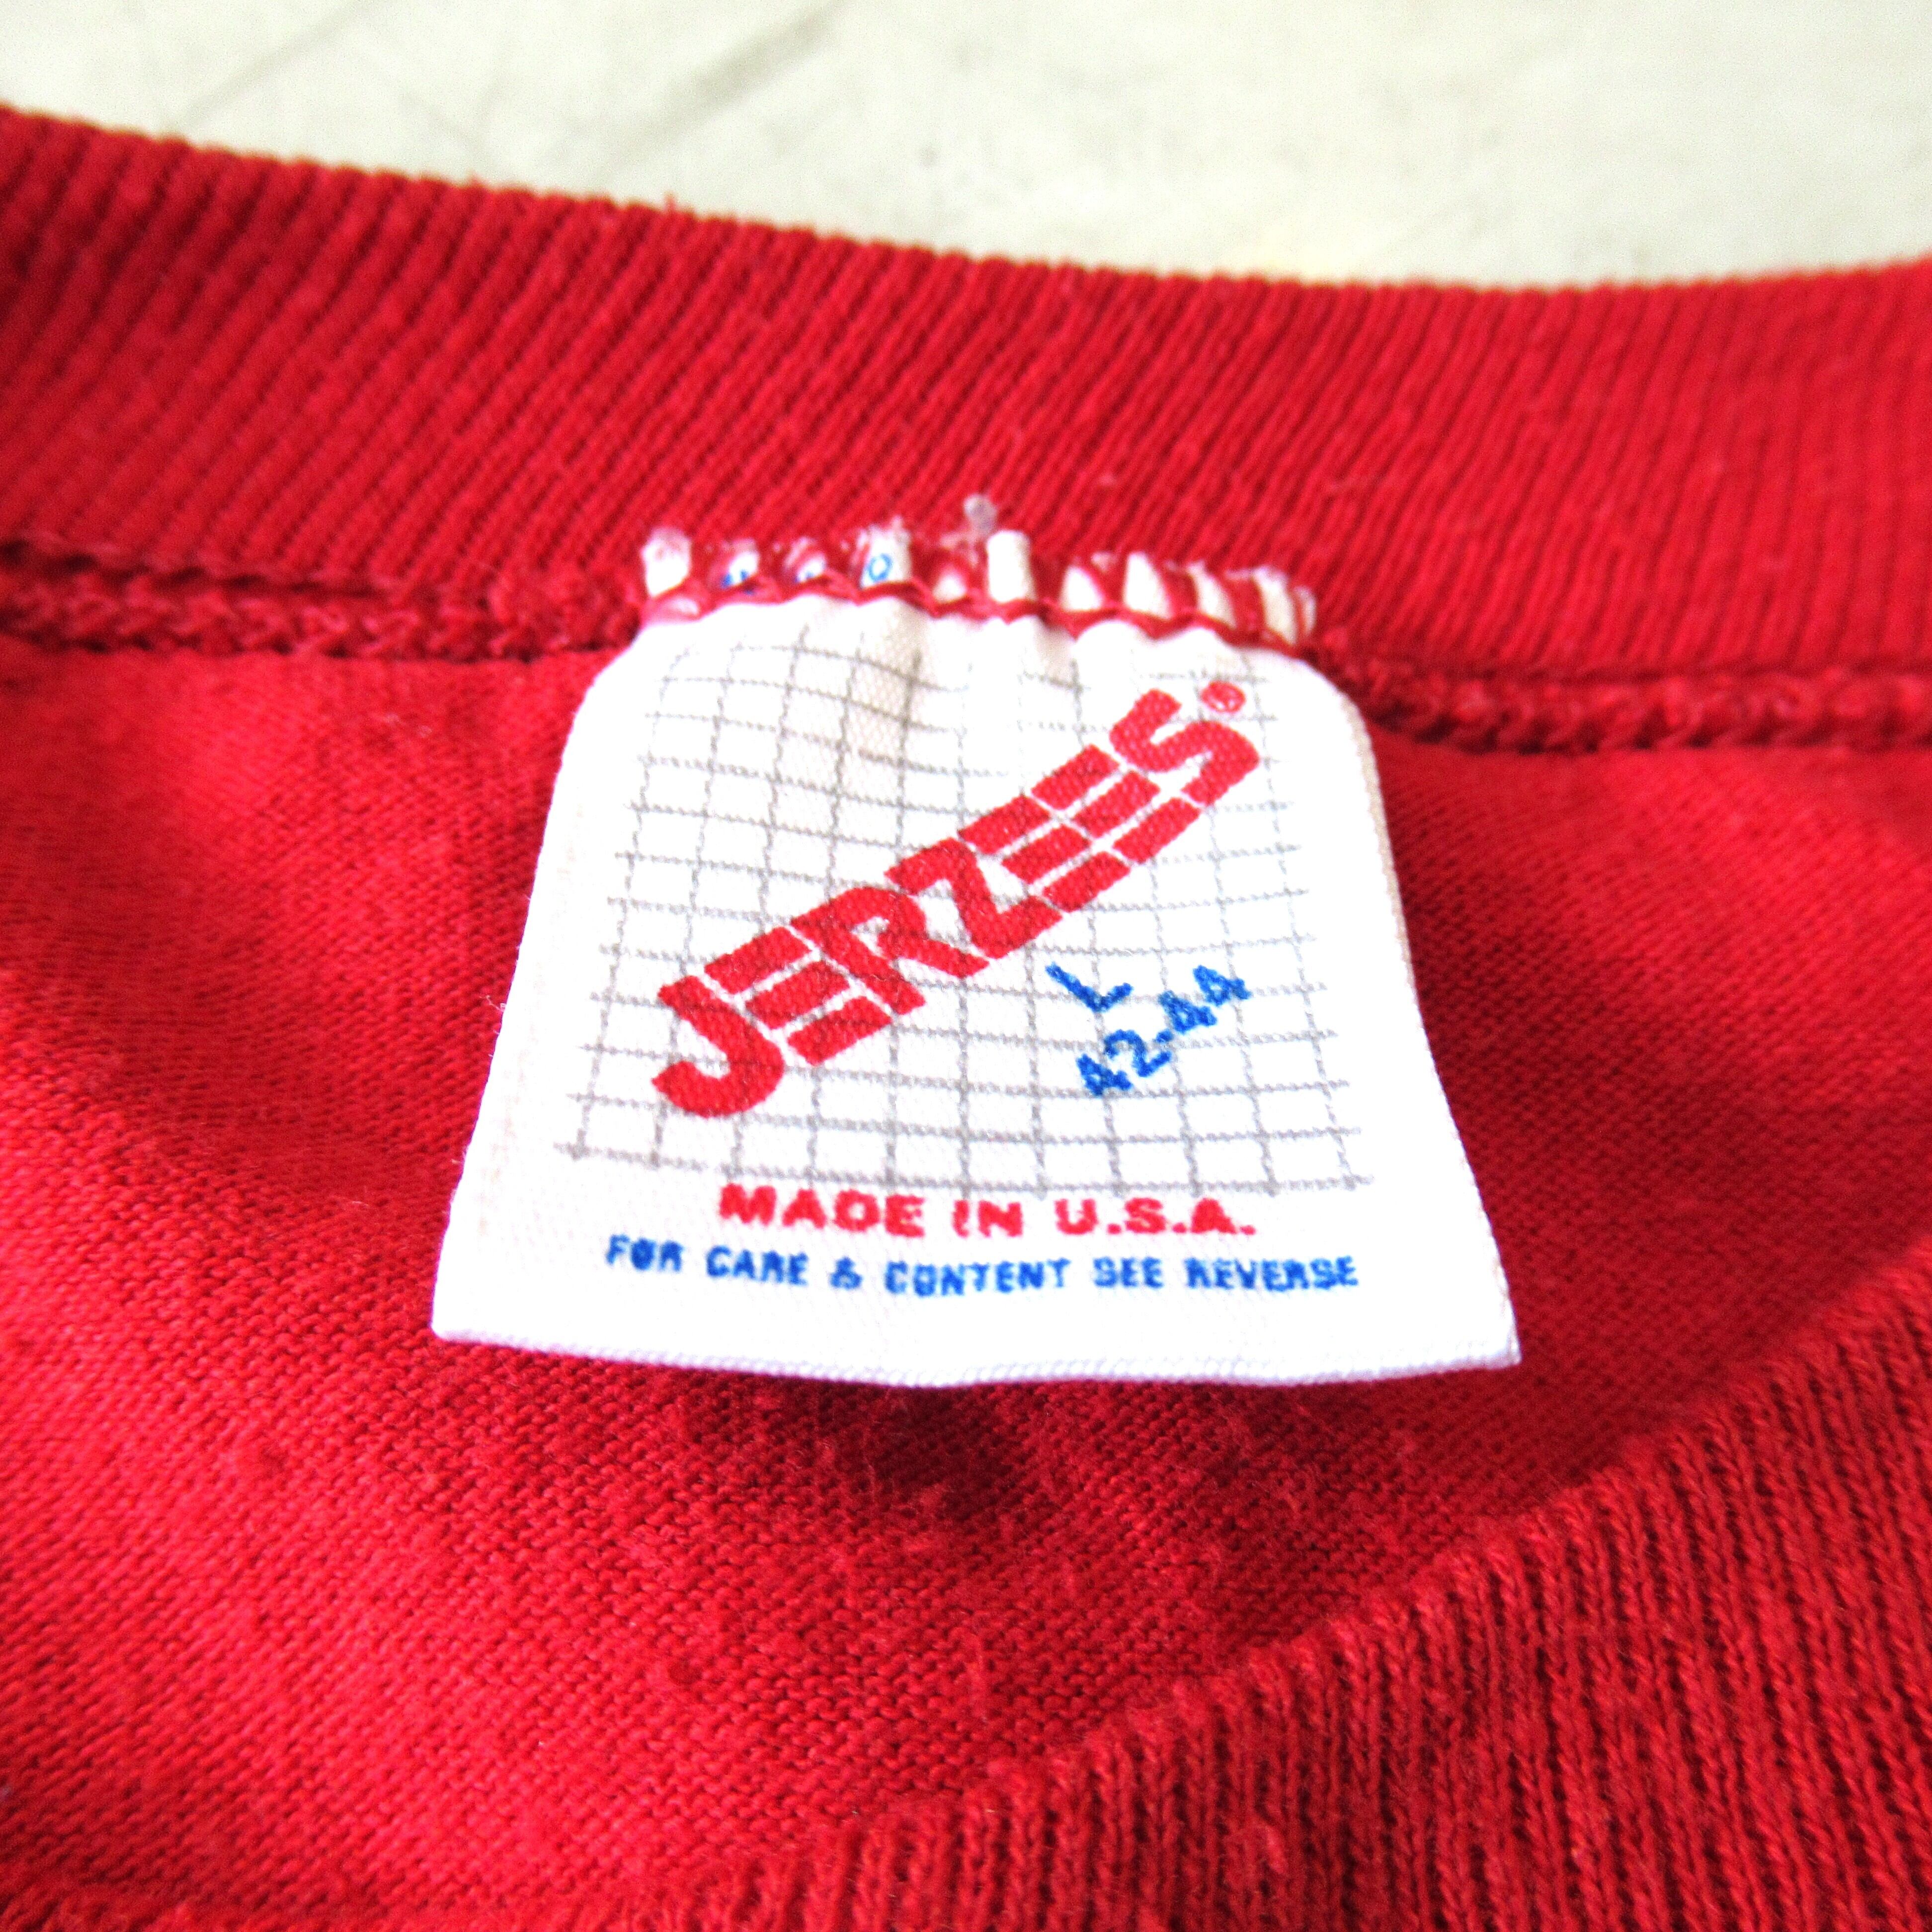 JERZEES®
L
42-44
MADE IN U.S.A.
FOR CARE & CONTENT SEE REVERSE